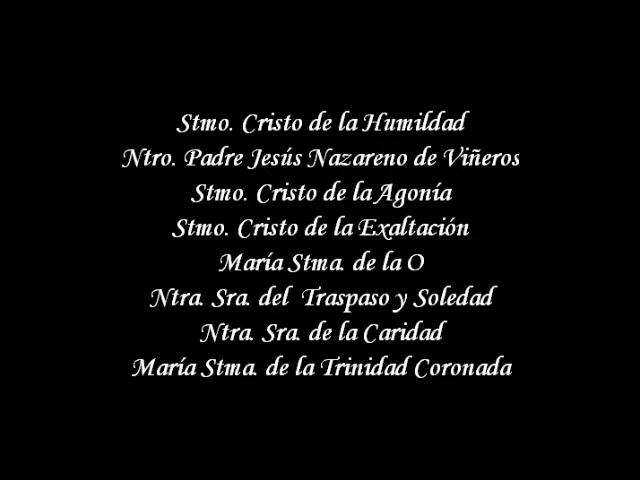 Stmo. Cristo de la Humildad
Ntro. Padre Jesús Nazareno de Viñeros
Stmo. Cristo de la Agonía
Stmo. Cristo de la Exaltación
María Stma. de la O
Ntra. Sra. del Traspaso y Soledad
Ntra. Sra. de la Caridad
María Stma. de la Trinidad Coronada